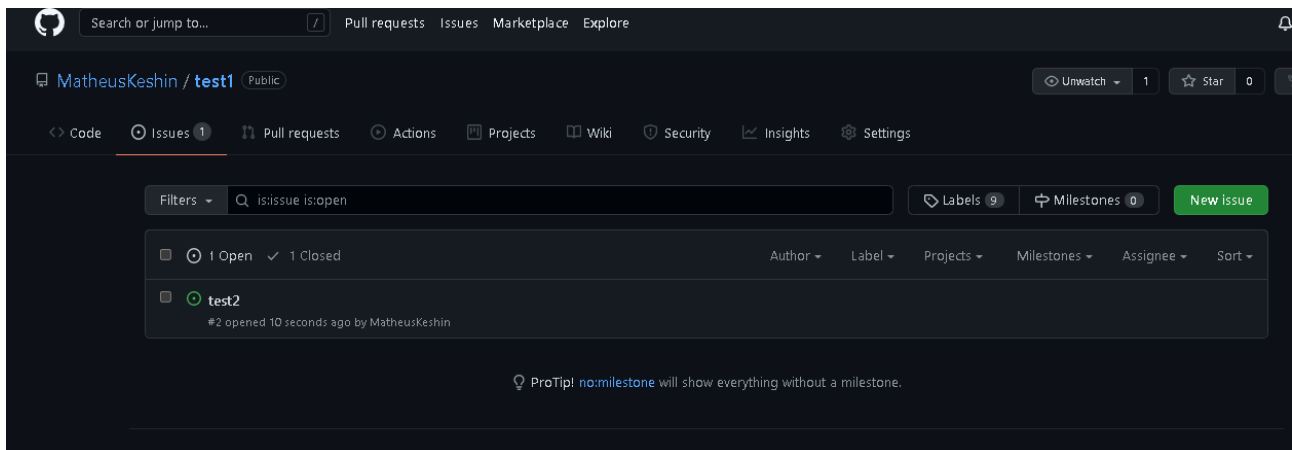 Search or jump to... / Pull requests Issues Marketplace Explore
MatheusKeshin / test1 Public Unwatch 1 Star 0
Code Issues 1 Pull requests Actions Projects Wiki Security Insights Settings
Filters is:issue is:open Labels 9 Milestones 0 New issue
1 Open 1 Closed Author Label Projects Milestones Assignee Sort
test2
#2 opened 10 seconds ago by MatheusKeshin
ProTip! no:milestone will show everything without a milestone.